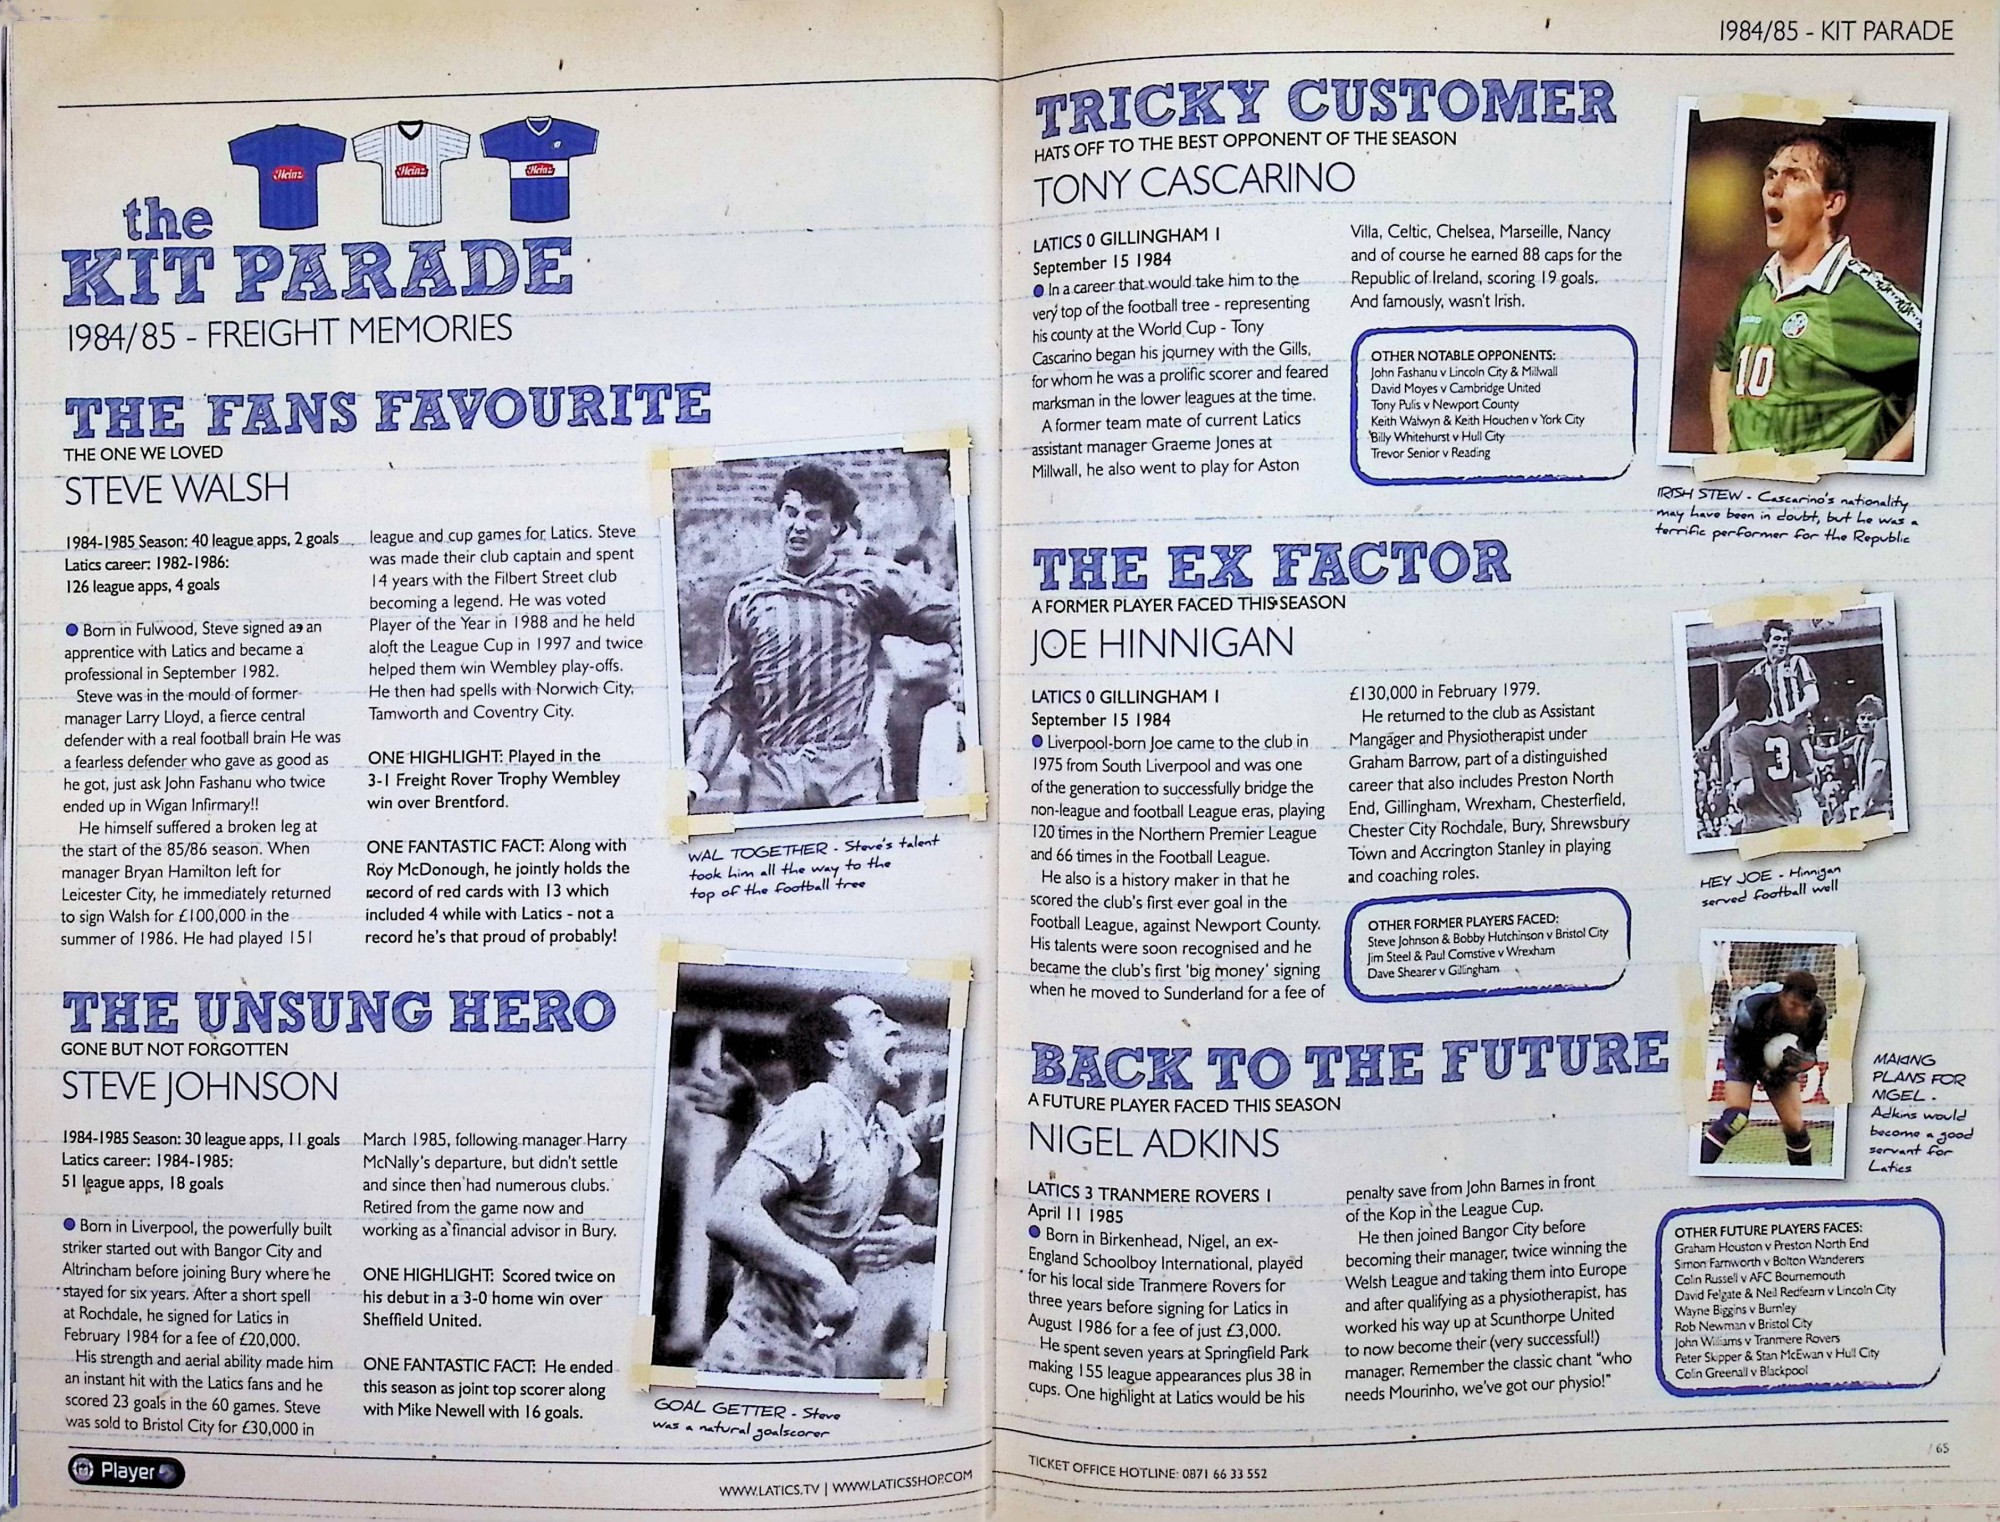 Heinz
Heinz
Heinz
the
KIT PARADE
1984/85 - FREIGHT MEMORIES
THE FANS FAVOURITE
THE ONE WE LOVED
STEVE WALSH
1984-1985 Season: 40 league apps, 2 goals
Latics career: 1982-1986:
126 league apps, 4 goals
Born in Fulwood, Steve signed as an
apprentice with Latics and became a
professional in September 1982.
Steve was in the mould of former
manager Larry Lloyd, a fierce central
defender with a real football brain He was
a fearless defender who gave as good as
he got, just ask John Fashanu who twice
ended up in Wigan Infirmary!!
He himself suffered a broken leg at
the start of the 85/86 season. When
manager Bryan Hamilton left for
Leicester City, he immediately returned
to sign Walsh for £100,000 in the
summer of 1986. He had played 151
league and cup games for Latics. Steve
was made their club captain and spent
14 years with the Filbert Street club
becoming a legend. He was voted
Player of the Year in 1988 and he held
aloft the League Cup in 1997 and twice
helped them win Wembley play-offs.
He then had spells with Norwich City,
Tamworth and Coventry City.
ONE HIGHLIGHT: Played in the
3-1 Freight Rover Trophy Wembley
win over Brentford.
ONE FANTASTIC FACT: Along with
Roy McDonough, he jointly holds the
record of red cards with 13 which
included 4 while with Latics - not a
record he's that proud of probably!
WAL TOGETHER - Steve's talent
took him all the way to the
top of the football tree
THE UNSUNG HERO
GONE BUT NOT FORGOTTEN
STEVE JOHNSON
1984-1985 Season: 30 league apps, 11 goals
Latics career: 1984-1985:
51 league apps, 18 goals
Born in Liverpool, the powerfully built
striker started out with Bangor City and
Altrincham before joining Bury where he
stayed for six years. After a short spell
at Rochdale, he signed for Latics in
February 1984 for a fee of £20,000.
His strength and aerial ability made him
an instant hit with the Latics fans and he
scored 23 goals in the 60 games. Steve
was sold to Bristol City for £30,000 in
March 1985, following manager Harry
McNally's departure, but didn't settle
and since then had numerous clubs.
Retired from the game now and
working as a financial advisor in Bury.
ONE HIGHLIGHT: Scored twice on
his debut in a 3-0 home win over
Sheffield United.
ONE FANTASTIC FACT: He ended
this season as joint top scorer along
with Mike Newell with 16 goals.
GOAL GETTER - Steve
was a natural goalscorer
Player
WWW.LATICS.TV | WWW.LATICSSHOP.COM
1984/85 - KIT PARADE
TRICKY CUSTOMER
HATS OFF TO THE BEST OPPONENT OF THE SEASON
TONY CASCARINO
LATICS 0 GILLINGHAM 1
September 15 1984
In a career that would take him to the
very top of the football tree - representing
his county at the World Cup - Tony
Cascarino began his journey with the Gills,
for whom he was a prolific scorer and feared
marksman in the lower leagues at the time.
A former team mate of current Latics
assistant manager Graeme Jones at
Millwall, he also went to play for Aston
Villa, Celtic, Chelsea, Marseille, Nancy
and of course he earned 88 caps for the
Republic of Ireland, scoring 19 goals.
And famously, wasn't Irish.
OTHER NOTABLE OPPONENTS:
John Fashanu v Lincoln City & Millwall
David Moyes v Cambridge United
Tony Pulis v Newport County
Keith Walwyn & Keith Houchen v York City
Billy Whitehurst v Hull City
Trevor Senior v Reading
10
IRISH STEW - Cascarino's nationality
may have been in doubt, but he was a
terrific performer for the Republic
THE EX FACTOR
A FORMER PLAYER FACED THIS SEASON
JOE HINNIGAN
LATICS 0 GILLINGHAM 1
September 15 1984
Liverpool-born Joe came to the club in
1975 from South Liverpool and was one
of the generation to successfully bridge the
non-league and football League eras, playing
120 times in the Northern Premier League
and 66 times in the Football League.
He also is a history maker in that he
scored the club's first ever goal in the
Football League, against Newport County.
His talents were soon recognised and he
became the club's first 'big money' signing
when he moved to Sunderland for a fee of
£130,000 in February 1979.
He returned to the club as Assistant
Mangager and Physiotherapist under
Graham Barrow, part of a distinguished
career that also includes Preston North
End, Gillingham, Wrexham, Chesterfield,
Chester City Rochdale, Bury, Shrewsbury
Town and Accrington Stanley in playing
and coaching roles.
OTHER FORMER PLAYERS FACED:
Steve Johnson & Bobby Hutchinson v Bristol City
Jim Steel & Paul Comstive v Wrexham
Dave Shearer v Gillingham
3
HEY JOE - Hinnigan
served football well
BACK TO THE FUTURE
A FUTURE PLAYER FACED THIS SEASON
NIGEL ADKINS
LATICS 3 TRANMERE ROVERS 1
April 11 1985
Born in Birkenhead, Nigel, an ex-
England Schoolboy International, played
for his local side Tranmere Rovers for
three years before signing for Latics in
August 1986 for a fee of just £3,000.
He spent seven years at Springfield Park
making 155 league appearances plus 38 in
cups. One highlight at Latics would be his
penalty save from John Barnes in front
of the Kop in the League Cup.
He then joined Bangor City before
becoming their manager, twice winning the
Welsh League and taking them into Europe
and after qualifying as a physiotherapist, has
worked his way up at Scunthorpe United
to now become their (very successful!)
manager. Remember the classic chant "who
needs Mourinho, we've got our physio!"
MAKING
PLANS FOR
NIGEL -
Adkins would
become a good
servant for
Latics
OTHER FUTURE PLAYERS FACES:
Graham Houston v Preston North End
Simon Farnworth v Bolton Wanderers
Colin Russell v AFC Bournemouth
David Felgate & Neil Redfearn v Lincoln City
Wayne Biggins v Burnley
Rob Newman v Bristol City
John Williams v Tranmere Rovers
Peter Skipper & Stan McEwan v Hull City
Colin Greenall v Blackpool
TICKET OFFICE HOTLINE: 0871 66 33 552
/ 65